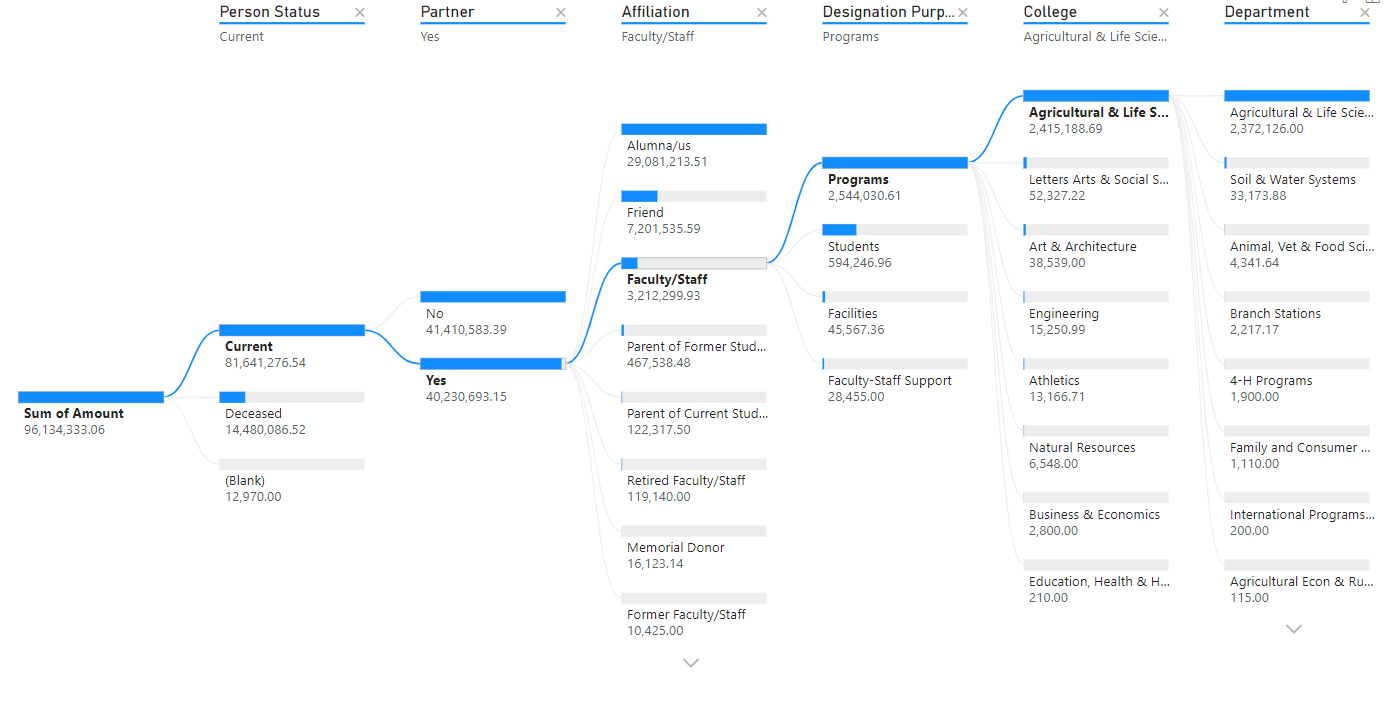 Person Status
Current
Partner
Yes
Affiliation
Faculty/Staff
Designation Purp...
Programs
College
Agricultural & Life Scie...
Department
Sum of Amount
96,134,333.06
Current
81,641,276.54
Deceased
14,480,086.52
(Blank)
12,970.00
No
41,410,583.39
Yes
40,230,693.15
Alumna/us
29,081,213.51
Friend
7,201,535.59
Faculty/Staff
3,212,299.93
Parent of Former Stud...
467,538.48
Parent of Current Stud...
122,317.50
Retired Faculty/Staff
119,140.00
Memorial Donor
16,123.14
Former Faculty/Staff
10,425.00
Programs
2,544,030.61
Students
594,246.96
Facilities
45,567.36
Faculty-Staff Support
28,455.00
Agricultural & Life S...
2,415,188.69
Letters Arts & Social S...
52,327.22
Art & Architecture
38,539.00
Engineering
15,250.99
Athletics
13,166.71
Natural Resources
6,548.00
Business & Economics
2,800.00
Education, Health & H...
210.00
Agricultural & Life Scie...
2,372,126.00
Soil & Water Systems
33,173.88
Animal, Vet & Food Sci...
4,341.64
Branch Stations
2,217.17
4-H Programs
1,900.00
Family and Consumer ...
1,110.00
International Programs...
200.00
Agricultural Econ & Ru...
115.00